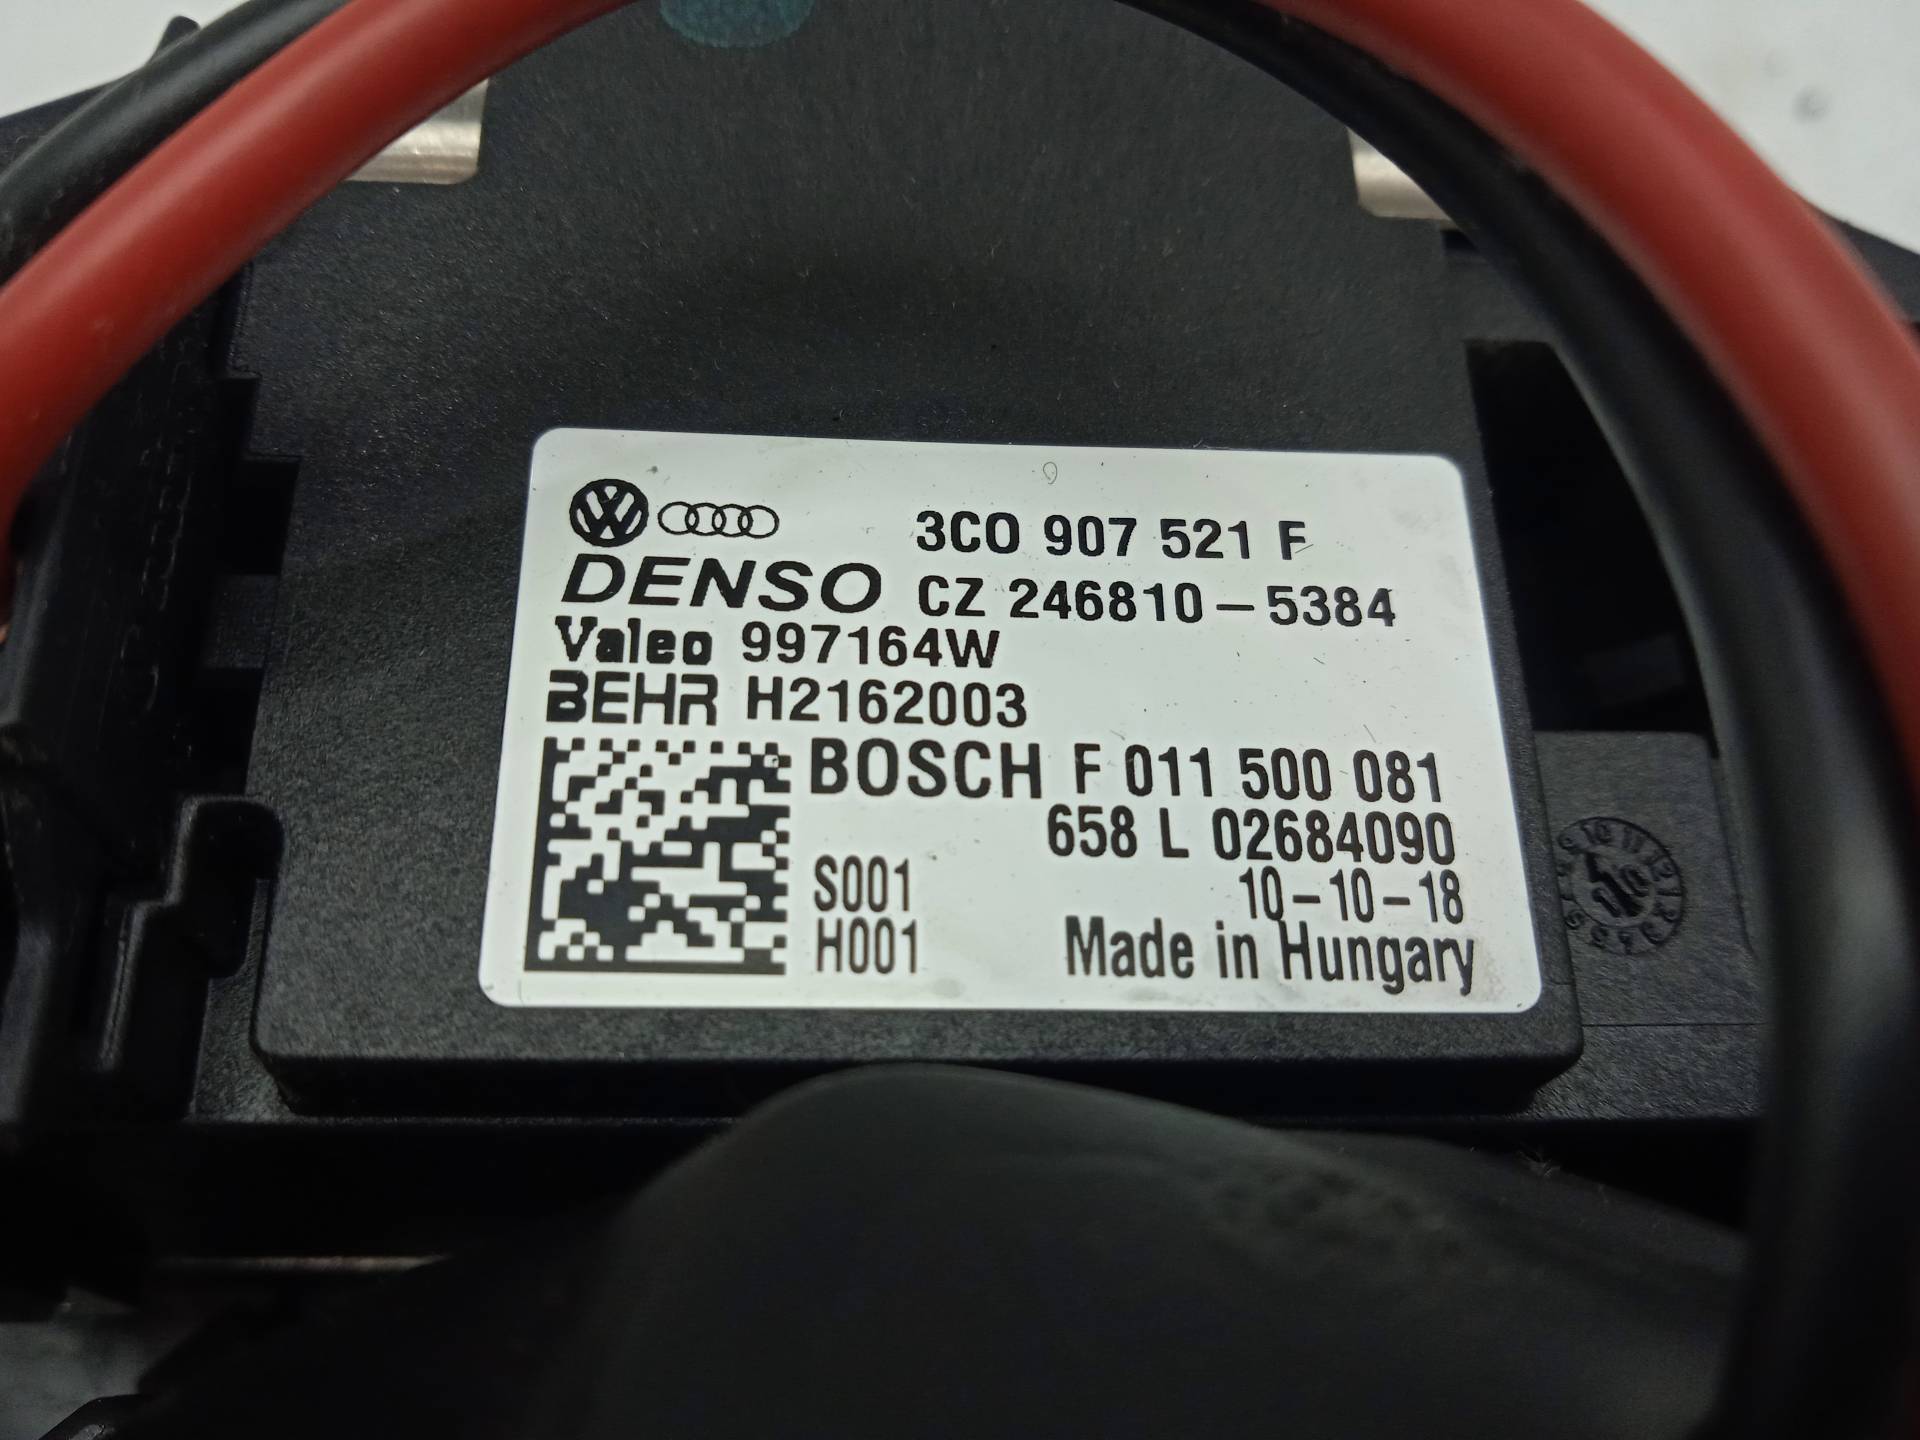 3C0 907 521 F
DENSO CZ 246810-5384
Valeo 997164W
BEHR H2162003
BOSCH F 011 500 081
658 L 02684090
S001 10-10-18
H001 Made in Hungary